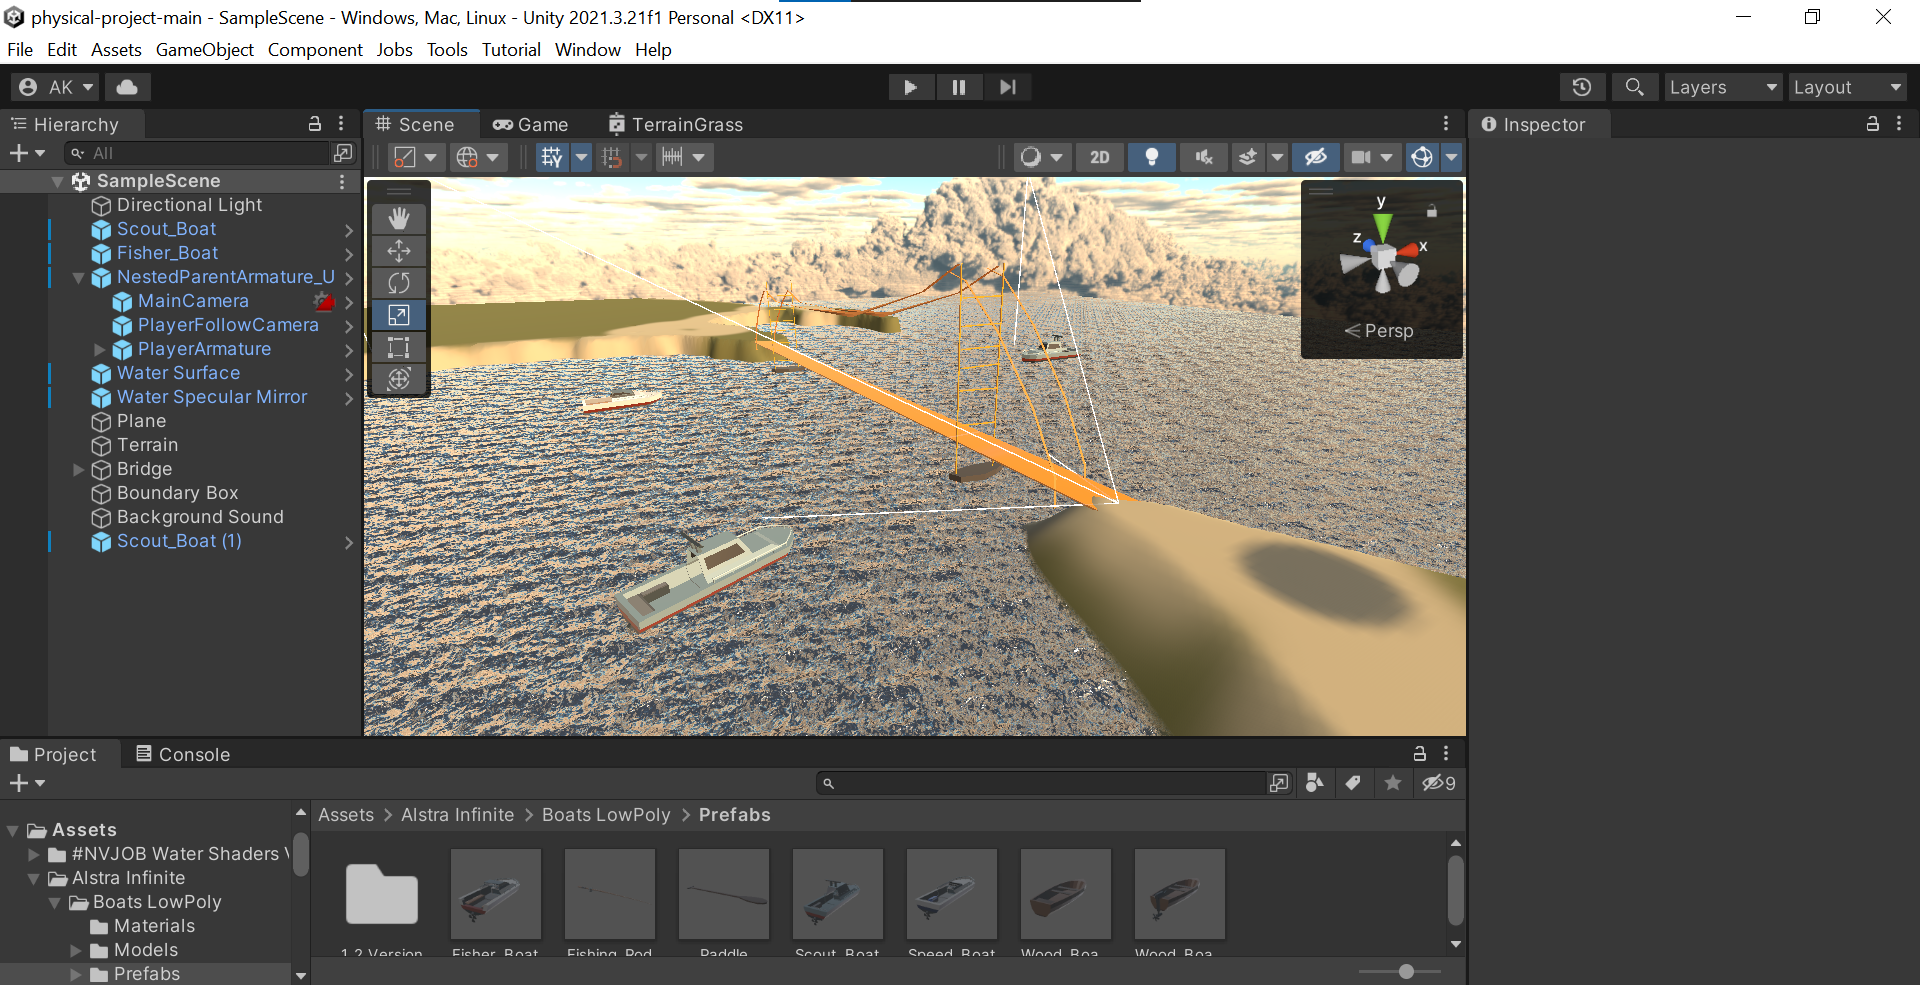 physical-project-main - SampleScene - Windows, Mac, Linux - Unity 2021.3.21f1 Personal <DX11>
File Edit Assets GameObject Component Jobs Tools Tutorial Window Help
AK
Layers
Layout
Hierarchy
Scene
Game
TerrainGrass
Inspector
All
2D
SampleScene
Directional Light
Scout_Boat
Fisher_Boat
NestedParentArmature_U
MainCamera
PlayerFollowCamera
PlayerArmature
Water Surface
Water Specular Mirror
Plane
Terrain
Bridge
Boundary Box
Background Sound
Scout_Boat (1)
y
z
x
Persp
Project
Console
9
Assets
#NVJOB Water Shaders
Alstra Infinite
Boats LowPoly
Materials
Models
Prefabs
Assets > Alstra Infinite > Boats LowPoly > Prefabs
1.2 Version
Fisher_Boat
Fishing_Rod
Paddle
Scout_Boat
Speed_Boat
Wood_Boa...
Wood_Boa...